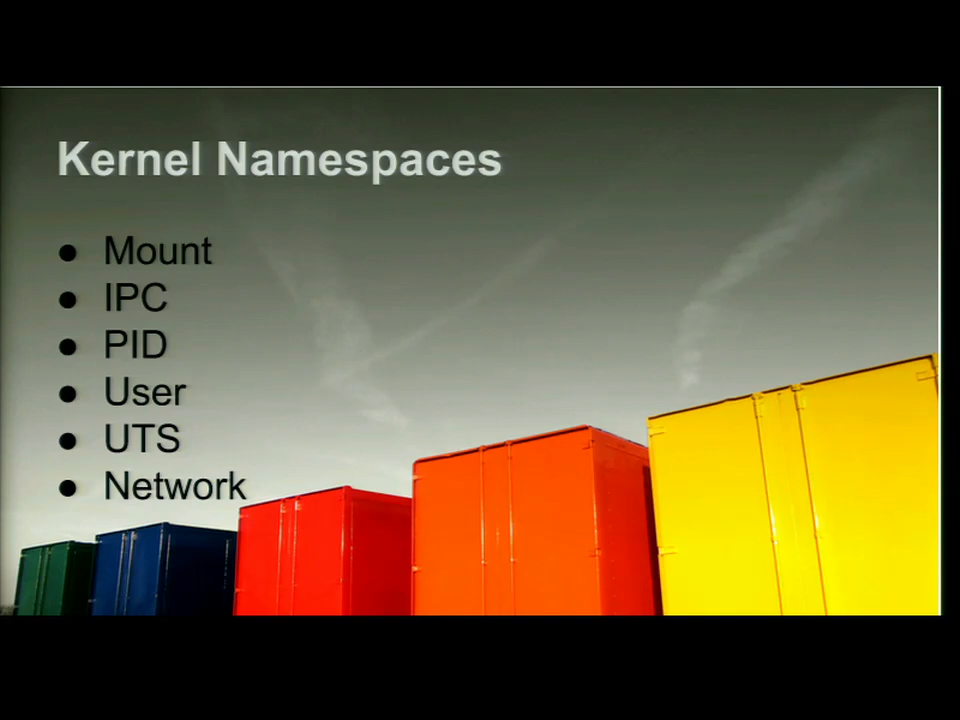 Kernel Namespaces
● Mount
● IPC
● PID
● User
● UTS
● Network